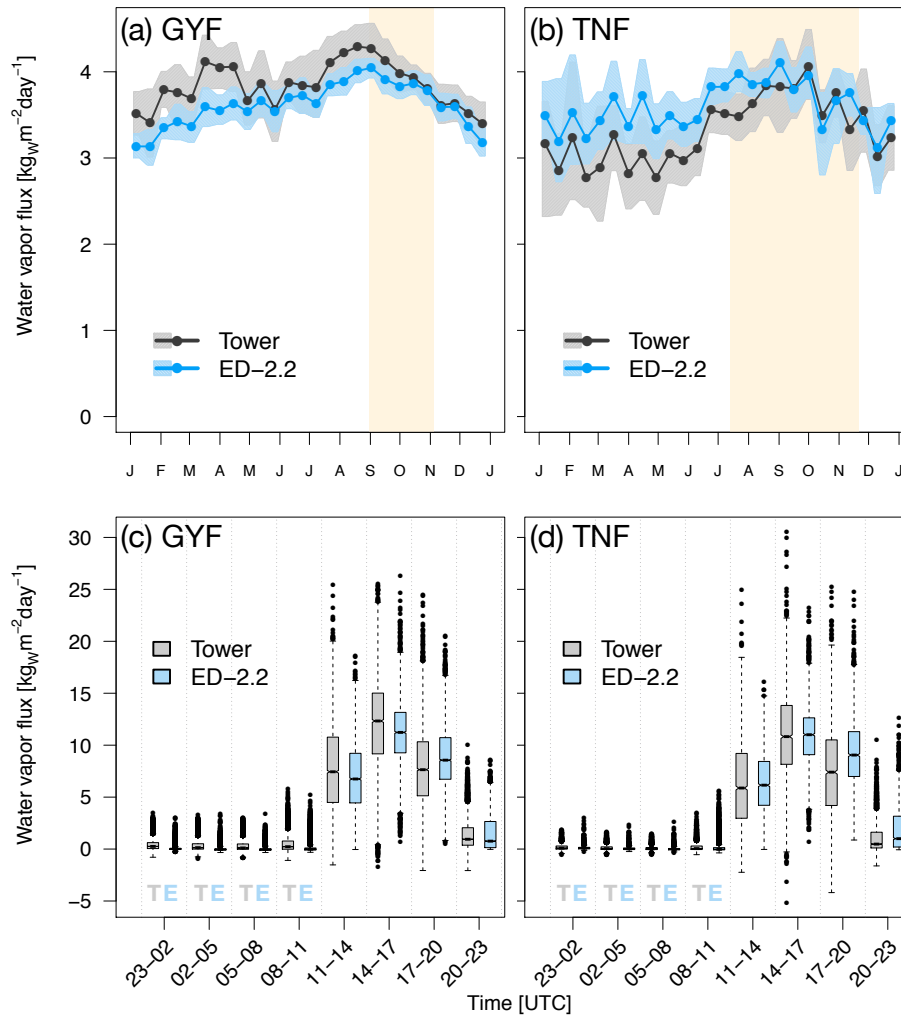 (a) GYF
(b) TNF
Water vapor flux [kgWm−2day−1]
4
3
2
1
0
Tower
ED−2.2
Tower
ED−2.2
J F M A M J J A S O N D J
J F M A M J J A S O N D J
(c) GYF
(d) TNF
Water vapor flux [kgWm−2day−1]
30
25
20
15
10
5
0
−5
Tower
ED−2.2
Tower
ED−2.2
TE TE TE TE
TE TE TE TE
23−02 02−05 05−08 08−11 11−14 14−17 17−20 20−23
23−02 02−05 05−08 08−11 11−14 14−17 17−20 20−23
Time [UTC]